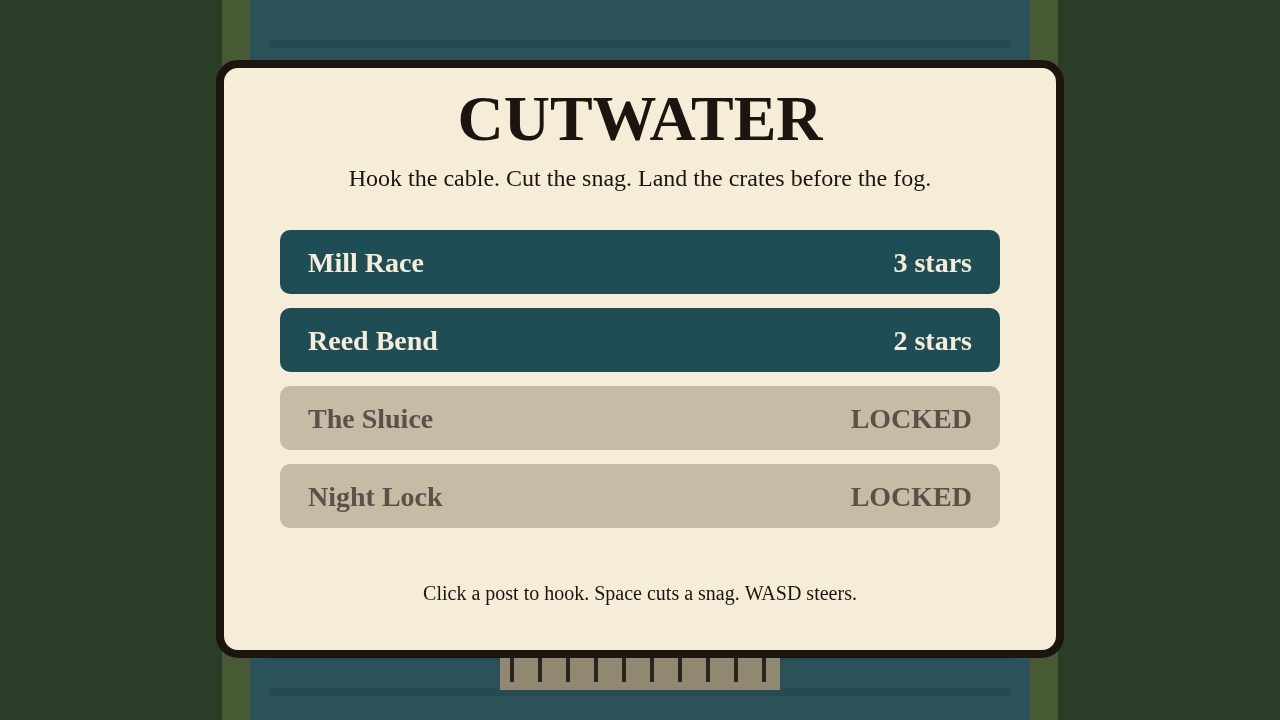 CUTWATER
Hook the cable. Cut the snag. Land the crates before the fog.
Mill Race 3 stars
Reed Bend 2 stars
The Sluice LOCKED
Night Lock LOCKED
Click a post to hook. Space cuts a snag. WASD steers.